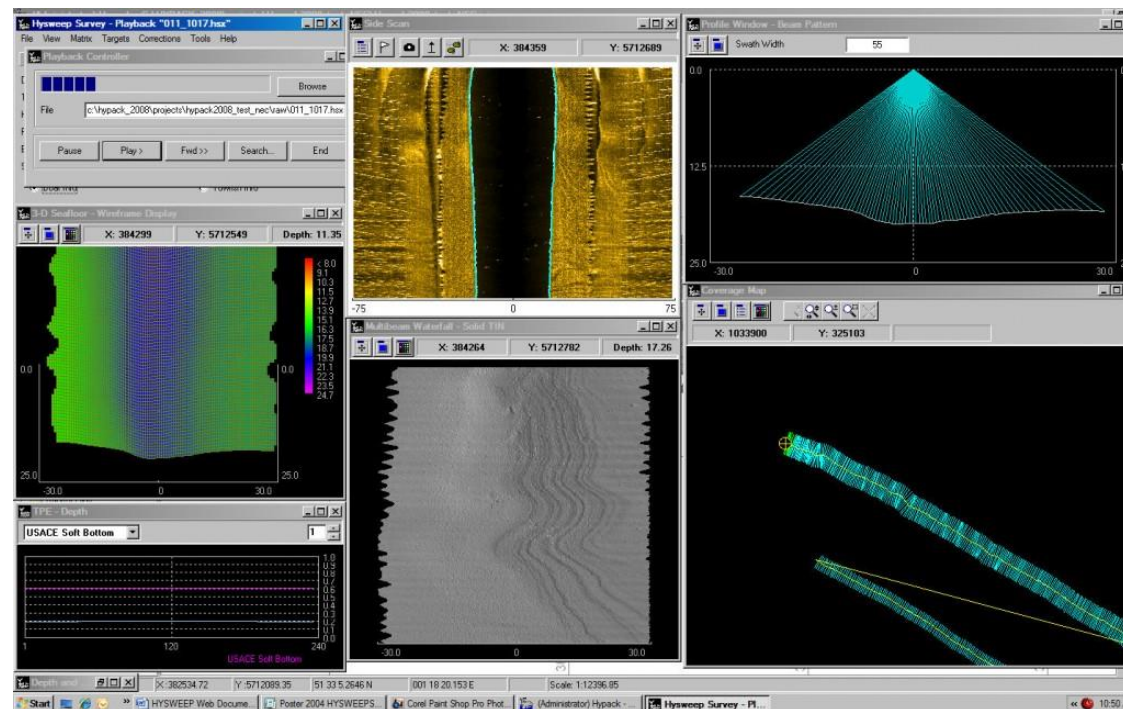 Hysweep Survey - Playback "011_1017.hsx"
File View Matrix Targets Corrections Tools Help
Playback Controller
Browse
File c:\hypack_2008\projects\hypack2008_test_nec\raw\011_1017.hsx
Pause Play > Fwd >> Search... End
3-D Seafloor - Wireframe Display
X: 384299 Y: 5712549 Depth: 11.35
< 8.0
9.1
10.3
11.5
12.7
13.9
15.1
16.3
17.5
18.7
19.9
21.1
22.3
23.5
24.7
0.0 0.0
25.0 25.0
-30.0 0 30.0
TPE - Depth
USACE Soft Bottom 1
1.0
0.9
0.8
0.7
0.6
0.5
0.4
0.3
0.2
0.1
0.0
1 120 240
USACE Soft Bottom
Side Scan
X: 384359 Y: 5712689
-75 0 75
Multibeam Waterfall - Solid TIN
X: 384264 Y: 5712782 Depth: 17.26
-30.0 0 30.0
Profile Window - Beam Pattern
Swath Width 55
0.0
12.5
25.0
-30.0 0 30.0
Coverage Map
X: 1033900 Y: 325103
Depth and
X:382534.72 Y:5712089.35 51 33 5.2646 N 001 18 20.153 E Scale: 1:12396.85
Start » HYSWEEP Web Docume... Poster 2004 HYSWEEPS... Corel Paint Shop Pro Phot... (Administrator) Hypack - ... Hysweep Survey - Pl... « 10:50